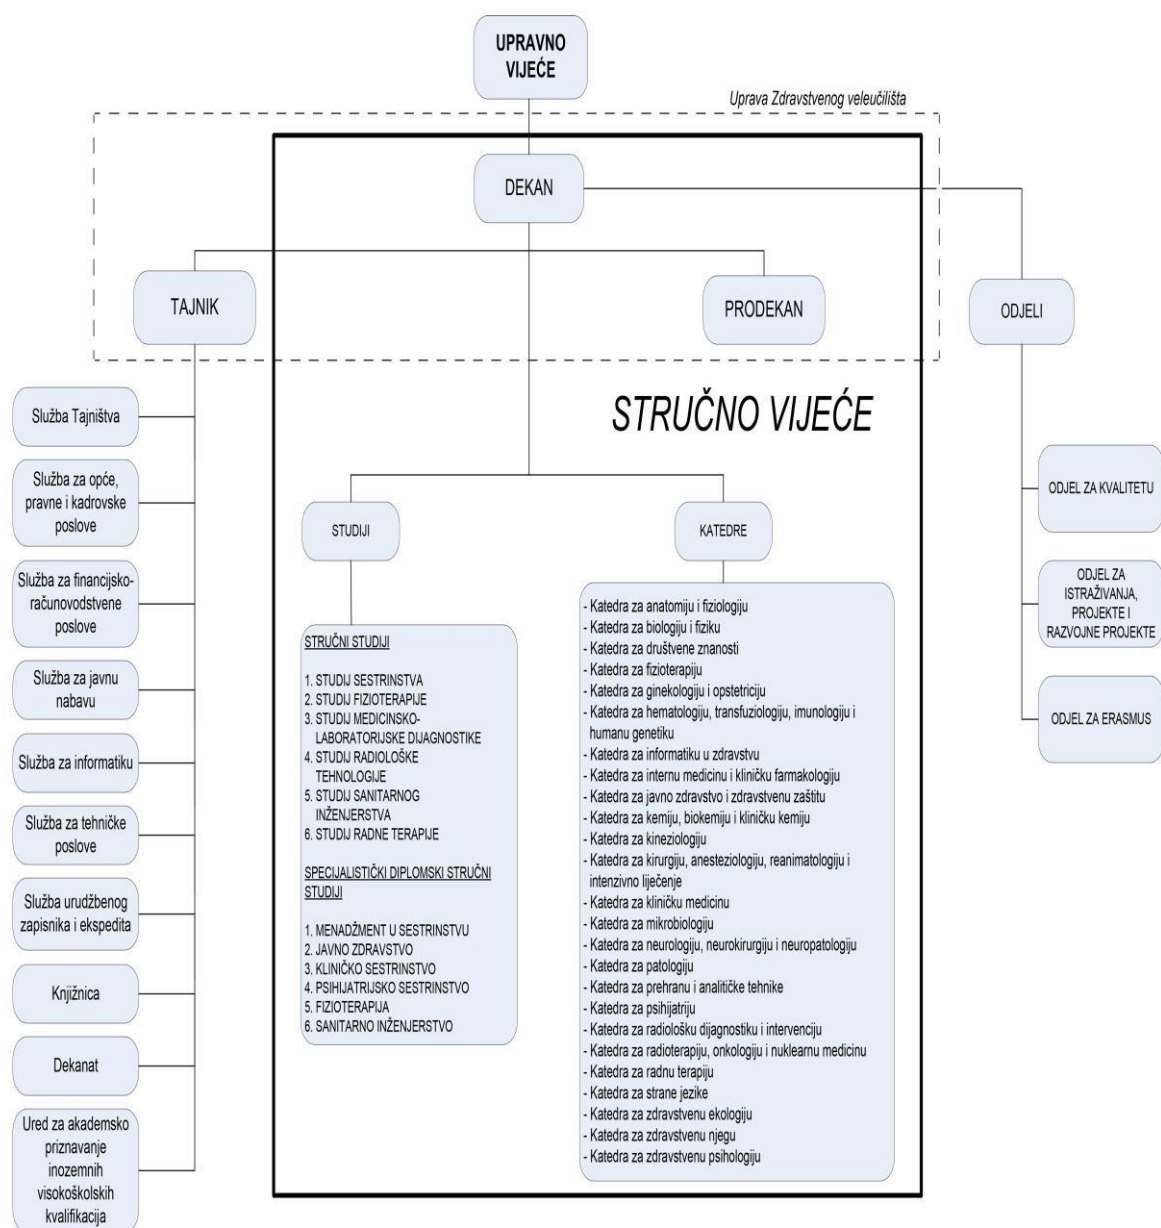 UPRAVNO
VIJEĆE
Uprava Zdravstvenog veleučilišta
DEKAN
TAJNIK
PRODEKAN
ODJELI
STRUČNO VIJEĆE
Služba Tajništva
Služba za opće,
pravne i kadrovske
poslove
Služba za financijsko-
računovodstvene
poslove
Služba za javnu
nabavu
Služba za informatiku
Služba za tehničke
poslove
Služba urudžbenog
zapisnika i ekspedita
Knjižnica
Dekanat
Ured za akademsko
priznavanje
inozemnih
visokoškolskih
kvalifikacija
STUDIJI
STRUČNI STUDIJI
1. STUDIJ SESTRINSTVA
2. STUDIJ FIZIOTERAPIJE
3. STUDIJ MEDICINSKO-
LABORATORIJSKE DIJAGNOSTIKE
4. STUDIJ RADIOLOŠKE
TEHNOLOGIJE
5. STUDIJ SANITARNOG
INŽENJERSTVA
6. STUDIJ RADNE TERAPIJE
SPECIJALISTIČKI DIPLOMSKI STRUČNI
STUDIJI
1. MENADŽMENT U SESTRINSTVU
2. JAVNO ZDRAVSTVO
3. KLINIČKO SESTRINSTVO
4. PSIHIJATRIJSKO SESTRINSTVO
5. FIZIOTERAPIJA
6. SANITARNO INŽENJERSTVO
KATEDRE
- Katedra za anatomiju i fiziologiju
- Katedra za biologiju i fiziku
- Katedra za društvene znanosti
- Katedra za fizioterapiju
- Katedra za ginekologiju i opstetriciju
- Katedra za hematologiju, transfuziologiju, imunologiju i
humanu genetiku
- Katedra za informatiku u zdravstvu
- Katedra za internu medicinu i kliničku farmakologiju
- Katedra za javno zdravstvo i zdravstvenu zaštitu
- Katedra za kemiju, biokemiju i kliničku kemiju
- Katedra za kineziologiju
- Katedra za kirurgiju, anesteziologiju, reanimatologiju i
intenzivno liječenje
- Katedra za kliničku medicinu
- Katedra za mikrobiologiju
- Katedra za neurologiju, neurokirurgiju i neuropatologiju
- Katedra za patologiju
- Katedra za prehranu i analitičke tehnike
- Katedra za psihijatriju
- Katedra za radiološku dijagnostiku i intervenciju
- Katedra za radioterapiju, onkologiju i nuklearnu medicinu
- Katedra za radnu terapiju
- Katedra za strane jezike
- Katedra za zdravstvenu ekologiju
- Katedra za zdravstvenu njegu
- Katedra za zdravstvenu psihologiju
ODJEL ZA KVALITETU
ODJEL ZA
ISTRAŽIVANJA,
PROJEKTE I
RAZVOJNE PROJEKTE
ODJEL ZA ERASMUS